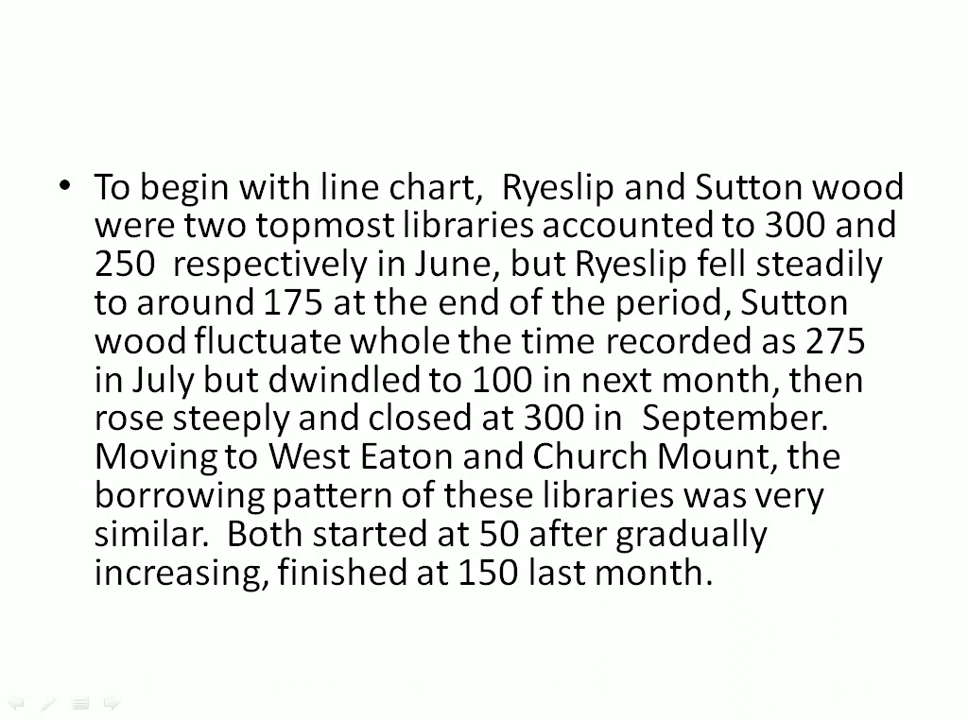 • To begin with line chart, Ryeslip and Sutton wood
were two topmost libraries accounted to 300 and
250 respectively in June, but Ryeslip fell steadily
to around 175 at the end of the period, Sutton
wood fluctuate whole the time recorded as 275
in July but dwindled to 100 in next month, then
rose steeply and closed at 300 in September.
Moving to West Eaton and Church Mount, the
borrowing pattern of these libraries was very
similar. Both started at 50 after gradually
increasing, finished at 150 last month.